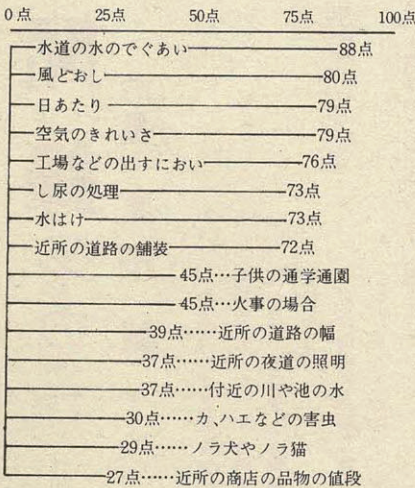 0点 25点 50点 75点 100点
水道の水のでぐあい 88点
風どおし 80点
日あたり 79点
空気のきれいさ 79点
工場などの出すにおい 76点
し尿の処理 73点
水はけ 73点
近所の道路の舗装 72点
45点…子供の通学通園
45点…火事の場合
39点……近所の道路の幅
37点……近所の夜道の照明
37点……付近の川や池の水
30点……カ、ハエなどの害虫
29点……ノラ犬やノラ猫
27点……近所の商店の品物の値段